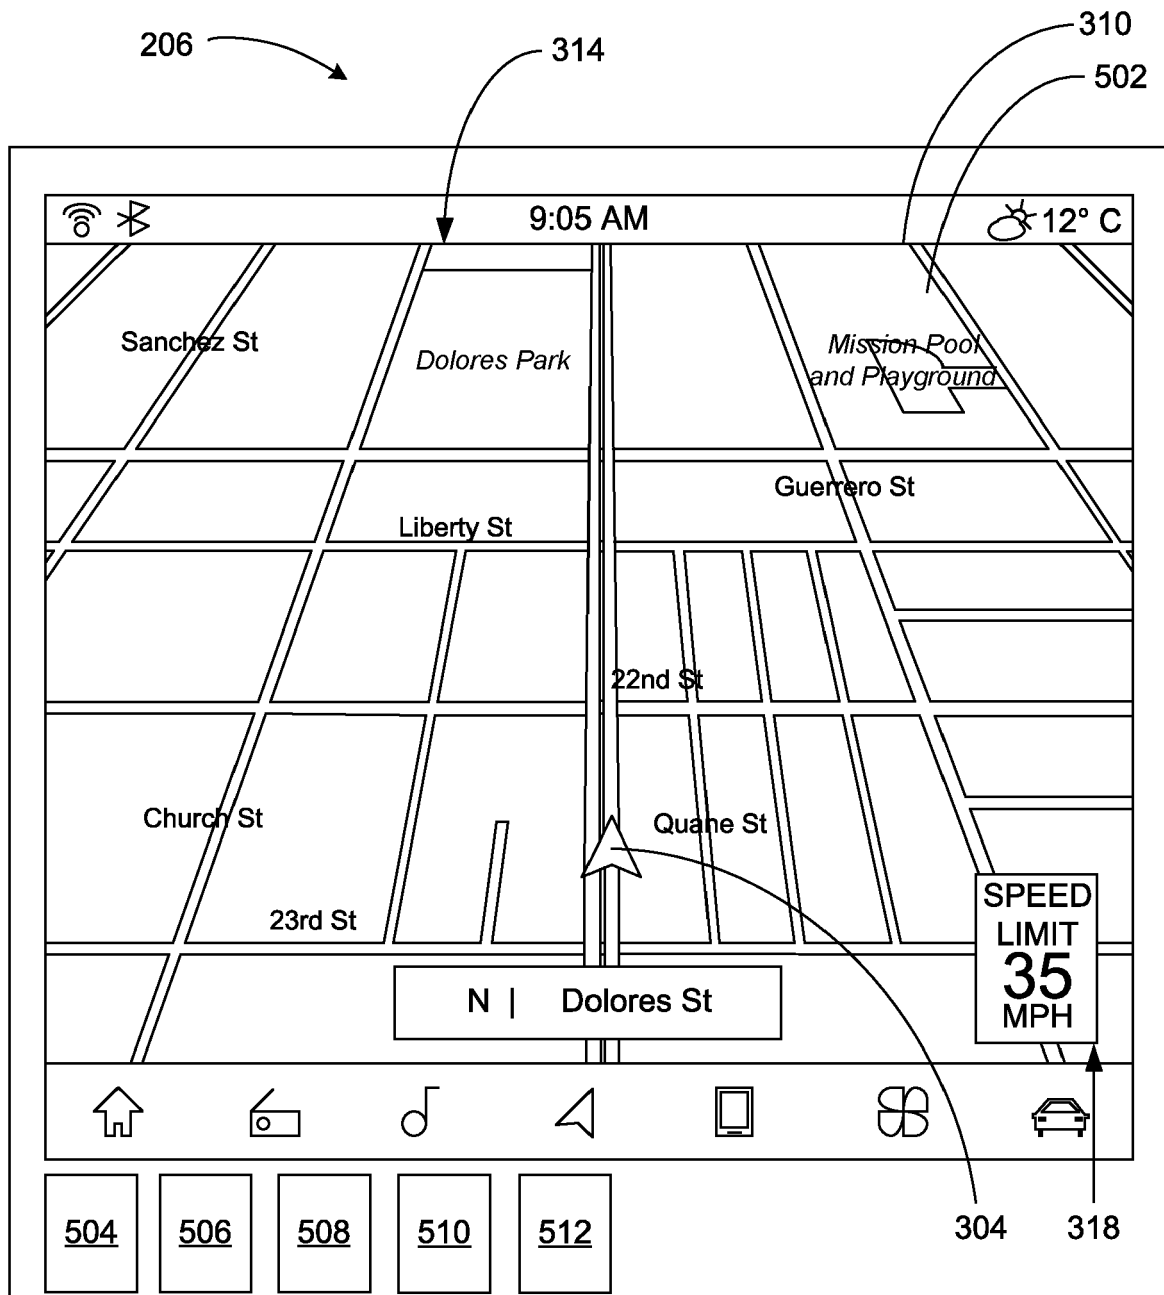 310
206
314
502
9:05 AM
12° C
Sanchez St
Dolores Park
Mission Pool
and Playground
Guerrero St
Liberty St
22nd St
Church St
Quane St
SPEED
LIMIT
35
MPH
23rd St
N | Dolores St
504
506
508
510
512
304
318